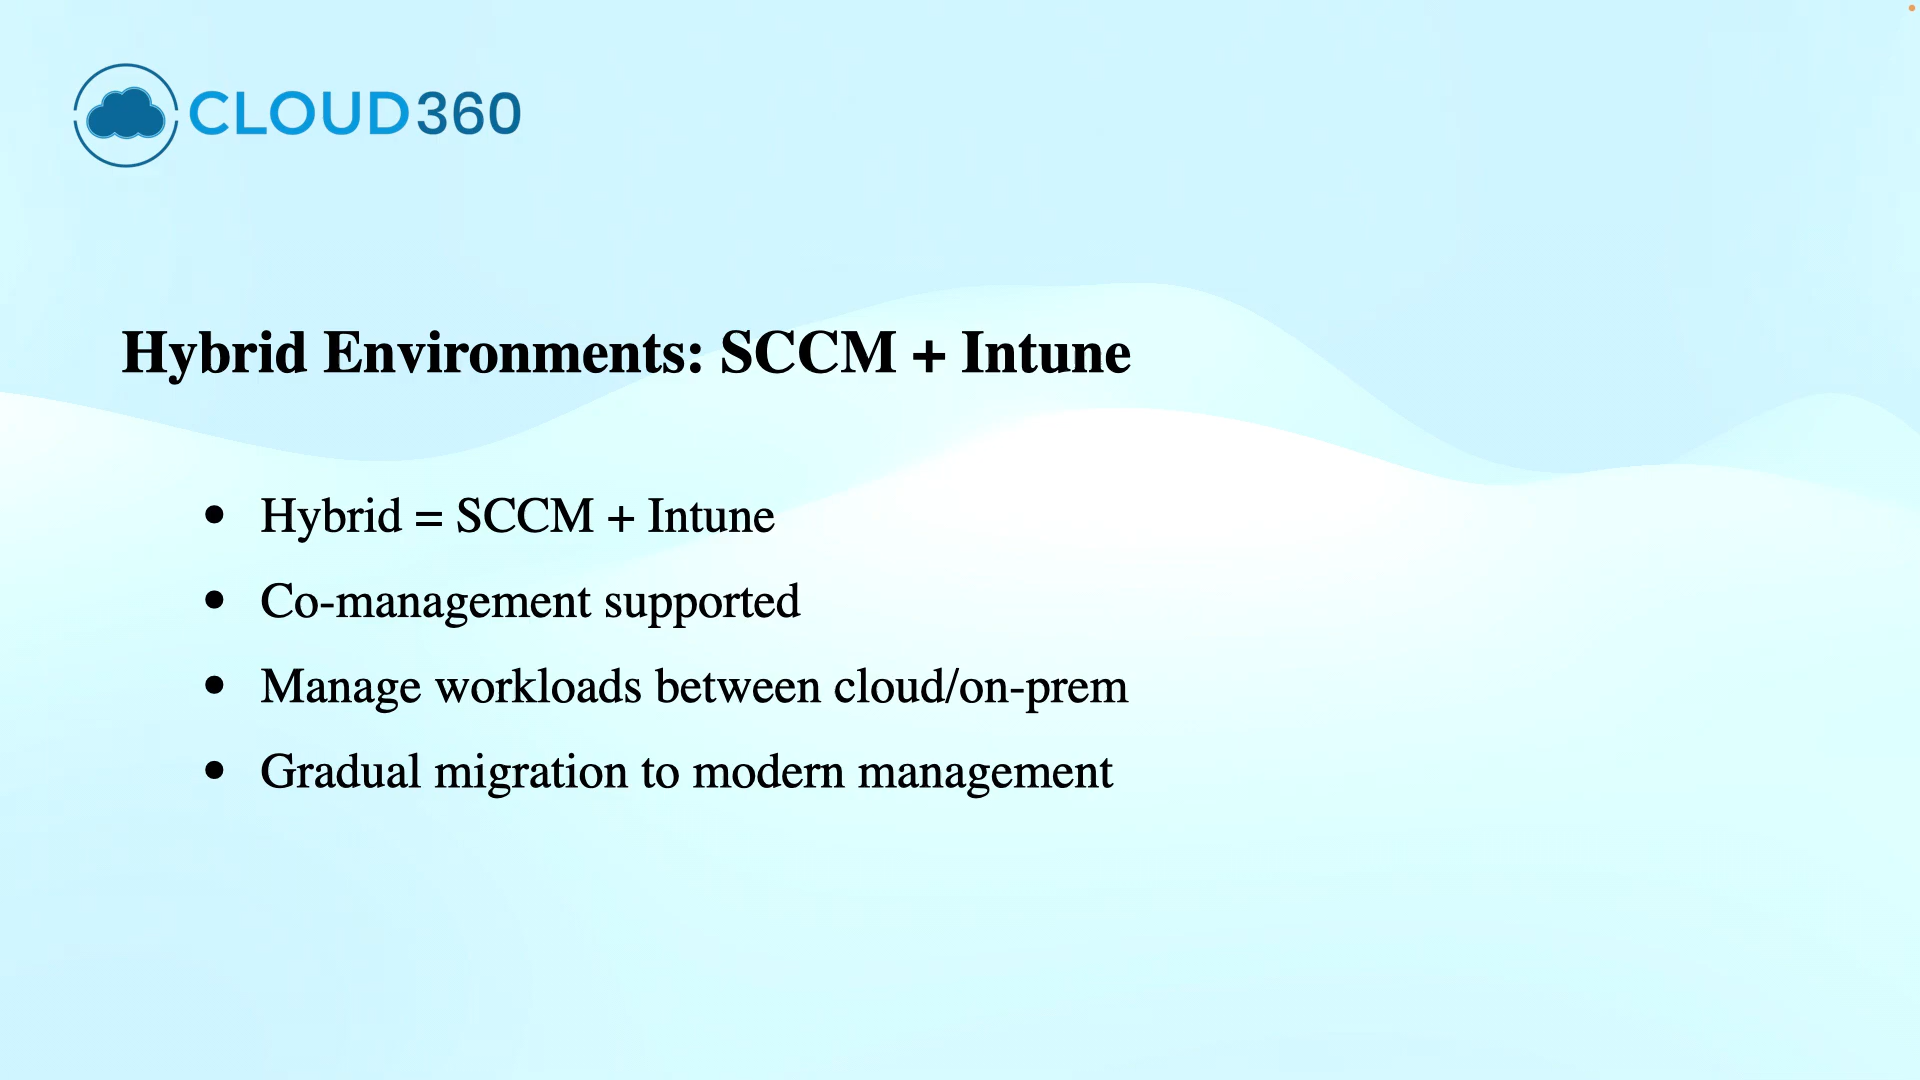 CLOUD360
Hybrid Environments: SCCM + Intune
• Hybrid = SCCM + Intune
• Co-management supported
• Manage workloads between cloud/on-prem
• Gradual migration to modern management